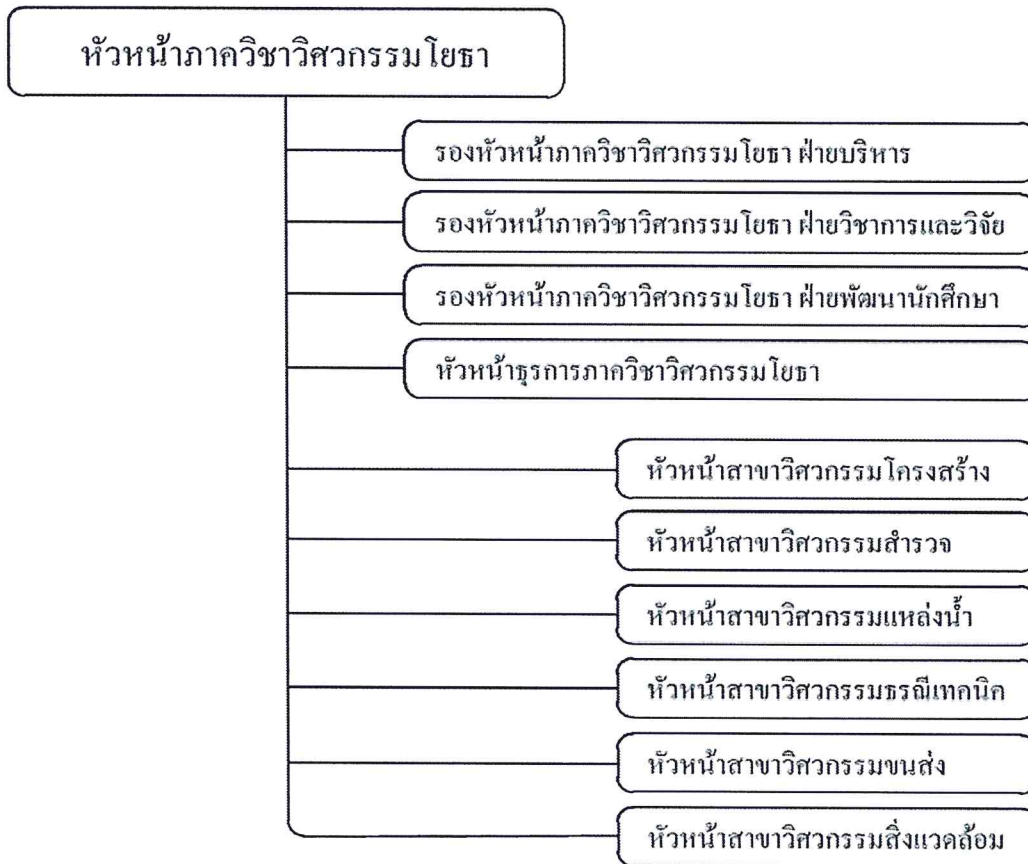 หัวหน้าภาควิชาวิศวกรรมโยธา
รองหัวหน้าภาควิชาวิศวกรรมโยธา ฝ่ายบริหาร
รองหัวหน้าภาควิชาวิศวกรรมโยธา ฝ่ายวิชาการและวิจัย
รองหัวหน้าภาควิชาวิศวกรรมโยธา ฝ่ายพัฒนานักศึกษา
หัวหน้าธุรการภาควิชาวิศวกรรมโยธา
หัวหน้าสาขาวิศวกรรมโครงสร้าง
หัวหน้าสาขาวิศวกรรมสำรวจ
หัวหน้าสาขาวิศวกรรมแหล่งน้ำ
หัวหน้าสาขาวิศวกรรมธรณีเทคนิค
หัวหน้าสาขาวิศวกรรมขนส่ง
หัวหน้าสาขาวิศวกรรมสิ่งแวดล้อม